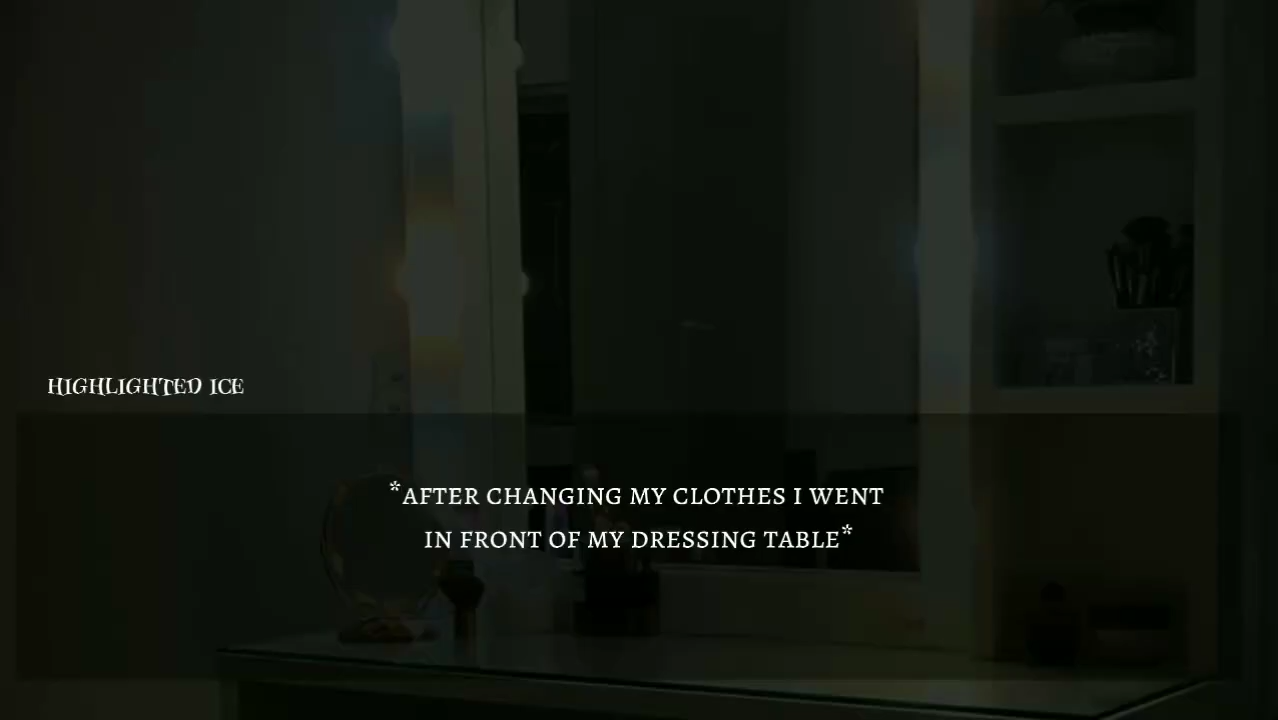 HIGHLIGHTED ICE
*AFTER CHANGING MY CLOTHES I WENT
IN FRONT OF MY DRESSING TABLE*